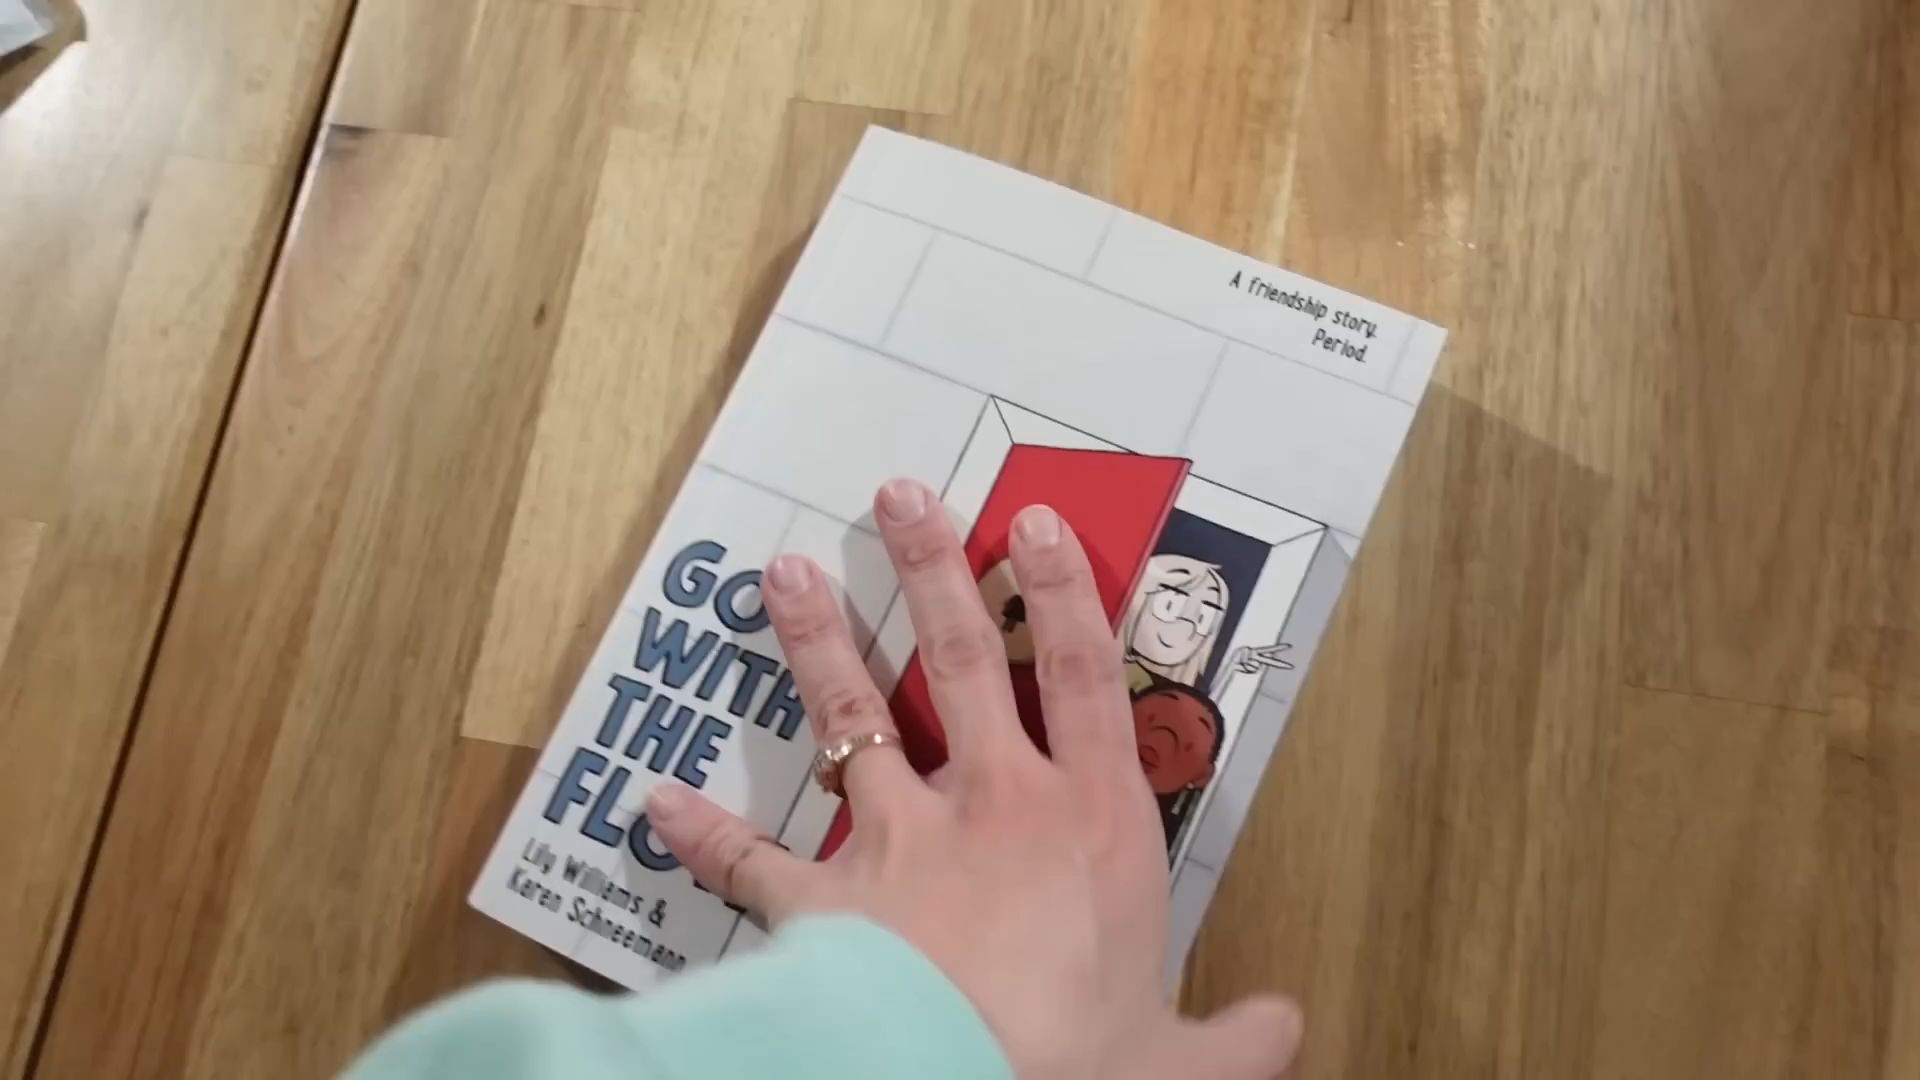 A friendship story.
Period.
GO
WITH
THE
FLO
Lily Williams &
Karen Schneemann